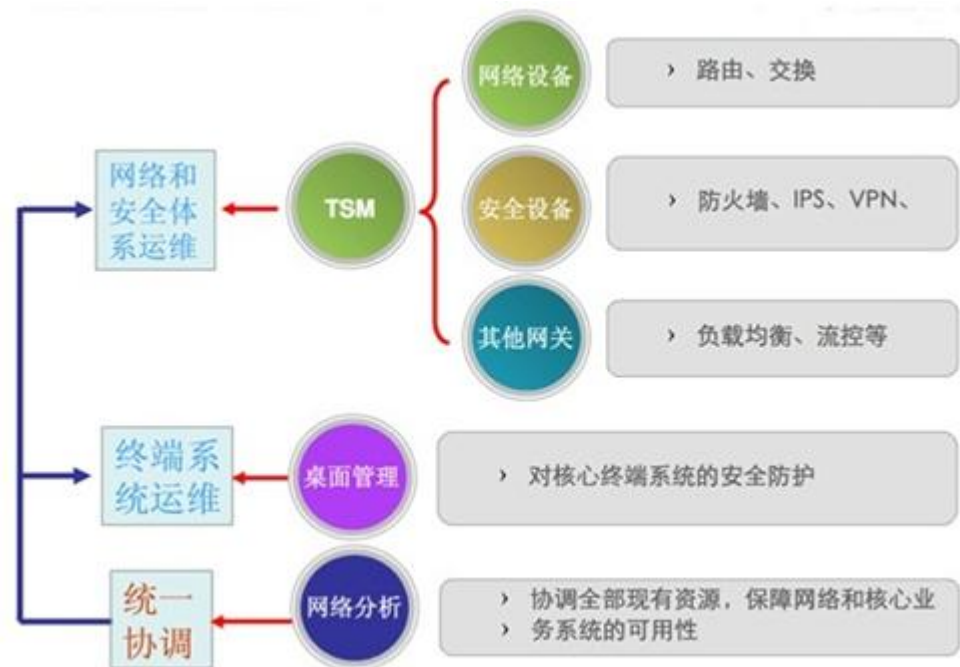 网络设备
› 路由、交换
网络和
安全体
系运维
TSM
安全设备
› 防火墙、IPS、VPN、
其他网关
› 负载均衡、流控等
终端系
统运维
桌面管理
› 对核心终端系统的安全防护
统一
协调
网络分析
› 协调全部现有资源，保障网络和核心业
› 务系统的可用性